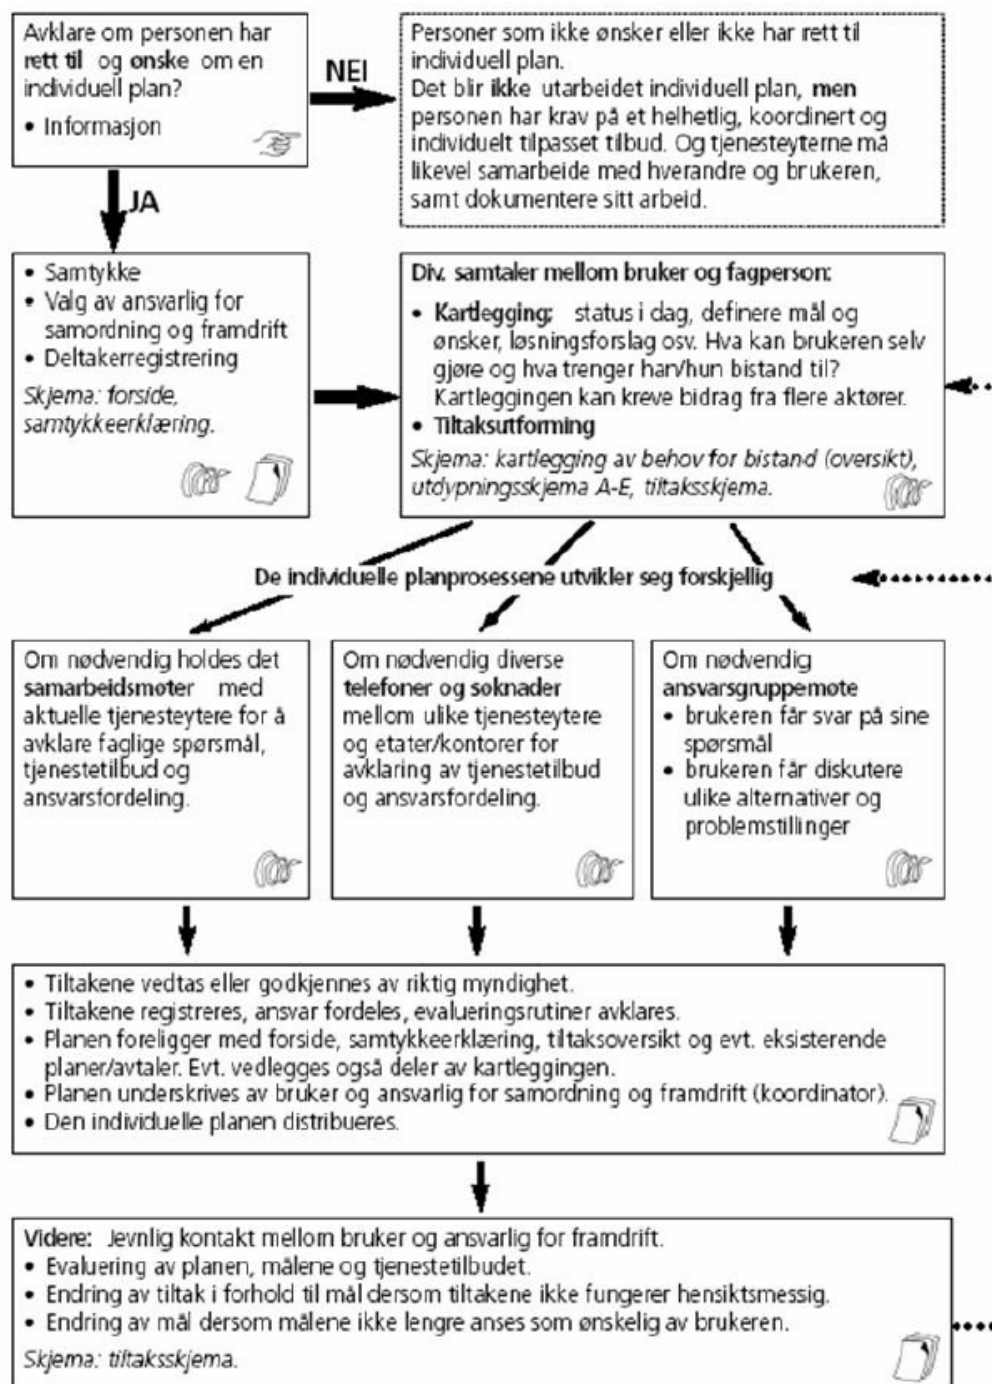 Avklare om personen har
rett til og ønske om en
individuell plan?
• Informasjon
NEI
Personer som ikke ønsker eller ikke har rett til
individuell plan.
Det blir ikke utarbeidet individuell plan, men
personen har krav på et helhetlig, koordinert og
individuelt tilpasset tilbud. Og tjenesteyterne må
likevel samarbeide med hverandre og brukeren,
samt dokumentere sitt arbeid.
JA
• Samtykke
• Valg av ansvarlig for
samordning og framdrift
• Deltakerregistrering
Skjema: forside,
samtykkeerklæring.
Div. samtaler mellom bruker og fagperson:
• Kartlegging; status i dag, definere mål og
ønsker, løsningsforslag osv. Hva kan brukeren selv
gjøre og hva trenger han/hun bistand til?
Kartleggingen kan kreve bidrag fra flere aktører.
• Tiltaksutforming
Skjema: kartlegging av behov for bistand (oversikt),
utdypningsskjema A-E, tiltaksskjema.
De individuelle planprosessene utvikler seg forskjellig
Om nødvendig holdes det
samarbeidsmøter med
aktuelle tjenesteytere for å
avklare faglige spørsmål,
tjenestetilbud og
ansvarsfordeling.
Om nødvendig diverse
telefoner og søknader
mellom ulike tjenesteytere
og etater/kontorer for
avklaring av tjenestetilbud
og ansvarsfordeling.
Om nødvendig
ansvarsgruppemøte
• brukeren får svar på sine
spørsmål
• brukeren får diskutere
ulike alternativer og
problemstillinger
• Tiltakene vedtas eller godkjennes av riktig myndighet.
• Tiltakene registreres, ansvar fordeles, evalueringsrutiner avklares.
• Planen foreligger med forside, samtykkeerklæring, tiltaksoversikt og evt. eksisterende
planer/avtaler. Evt. vedlegges også deler av kartleggingen.
• Planen underskrives av bruker og ansvarlig for samordning og framdrift (koordinator).
• Den individuelle planen distribueres.
Videre: Jevnlig kontakt mellom bruker og ansvarlig for framdrift.
• Evaluering av planen, målene og tjenestetilbudet.
• Endring av tiltak i forhold til mål dersom tiltakene ikke fungerer hensiktsmessig.
• Endring av mål dersom målene ikke lengre anses som ønskelig av brukeren.
Skjema: tiltaksskjema.